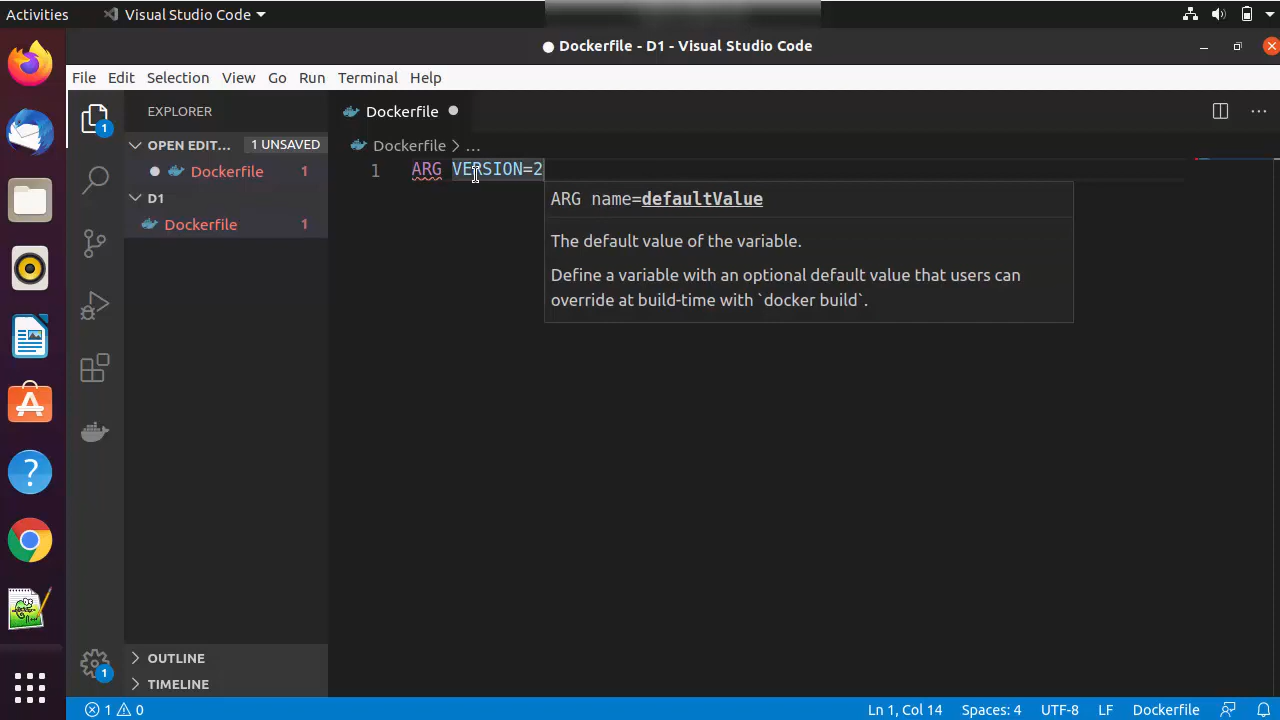 Activities
Visual Studio Code
● Dockerfile - D1 - Visual Studio Code
File Edit Selection View Go Run Terminal Help
1
EXPLORER
OPEN EDIT... 1 UNSAVED
● Dockerfile 1
D1
Dockerfile 1
OUTLINE
TIMELINE
1
Dockerfile ●
Dockerfile > ...
1 ARG VERSION=2
ARG name=defaultValue
The default value of the variable.
Define a variable with an optional default value that users can
override at build-time with `docker build`.
1 0 Ln 1, Col 14 Spaces: 4 UTF-8 LF Dockerfile